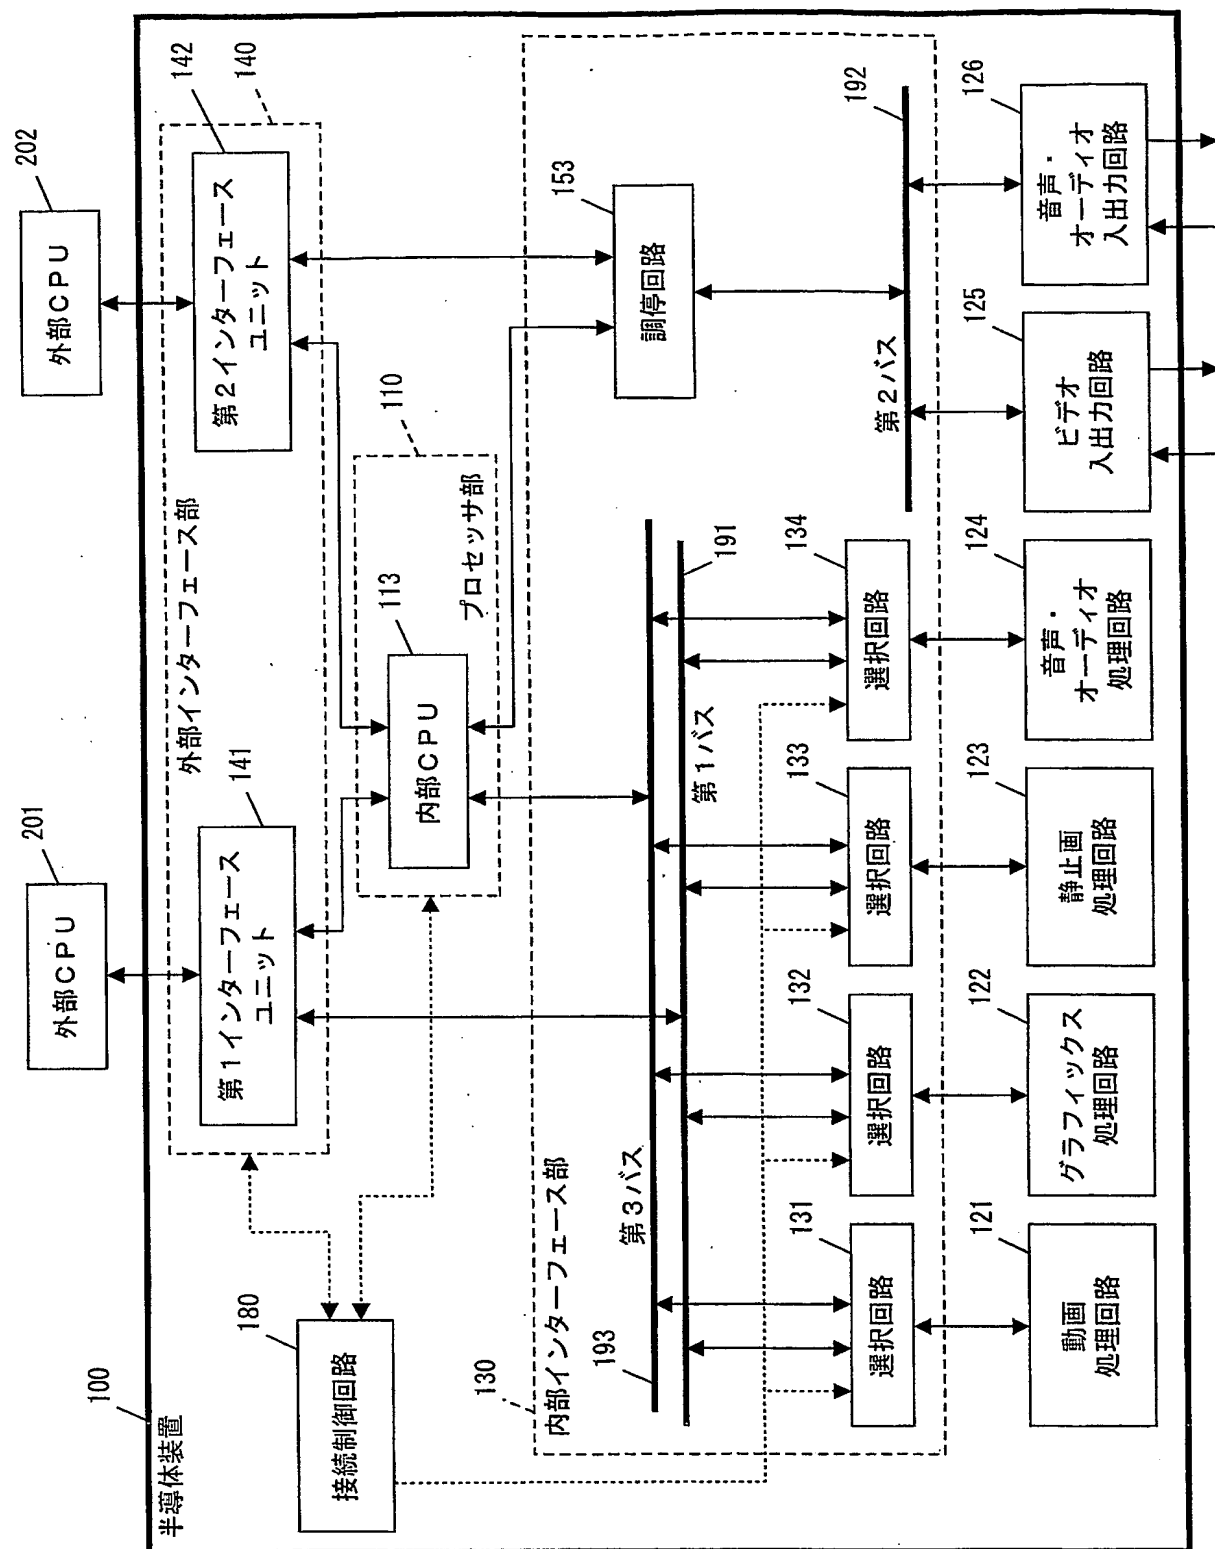 201
外部CPU
202
外部CPU
100
半導体装置
外部インターフェース部
141
第1インターフェース
ユニット
142
140
第2インターフェース
ユニット
180
接続制御回路
113
内部CPU
110
プロセッサ部
130
内部インターフェース部
153
調停回路
193
第3バス
第1バス
191
第2バス
192
131
選択回路
132
選択回路
133
選択回路
134
選択回路
121
動画
処理回路
122
グラフィックス
処理回路
123
静止画
処理回路
124
音声・
オーディオ
処理回路
125
ビデオ
入出力回路
126
音声・
オーディオ
入出力回路